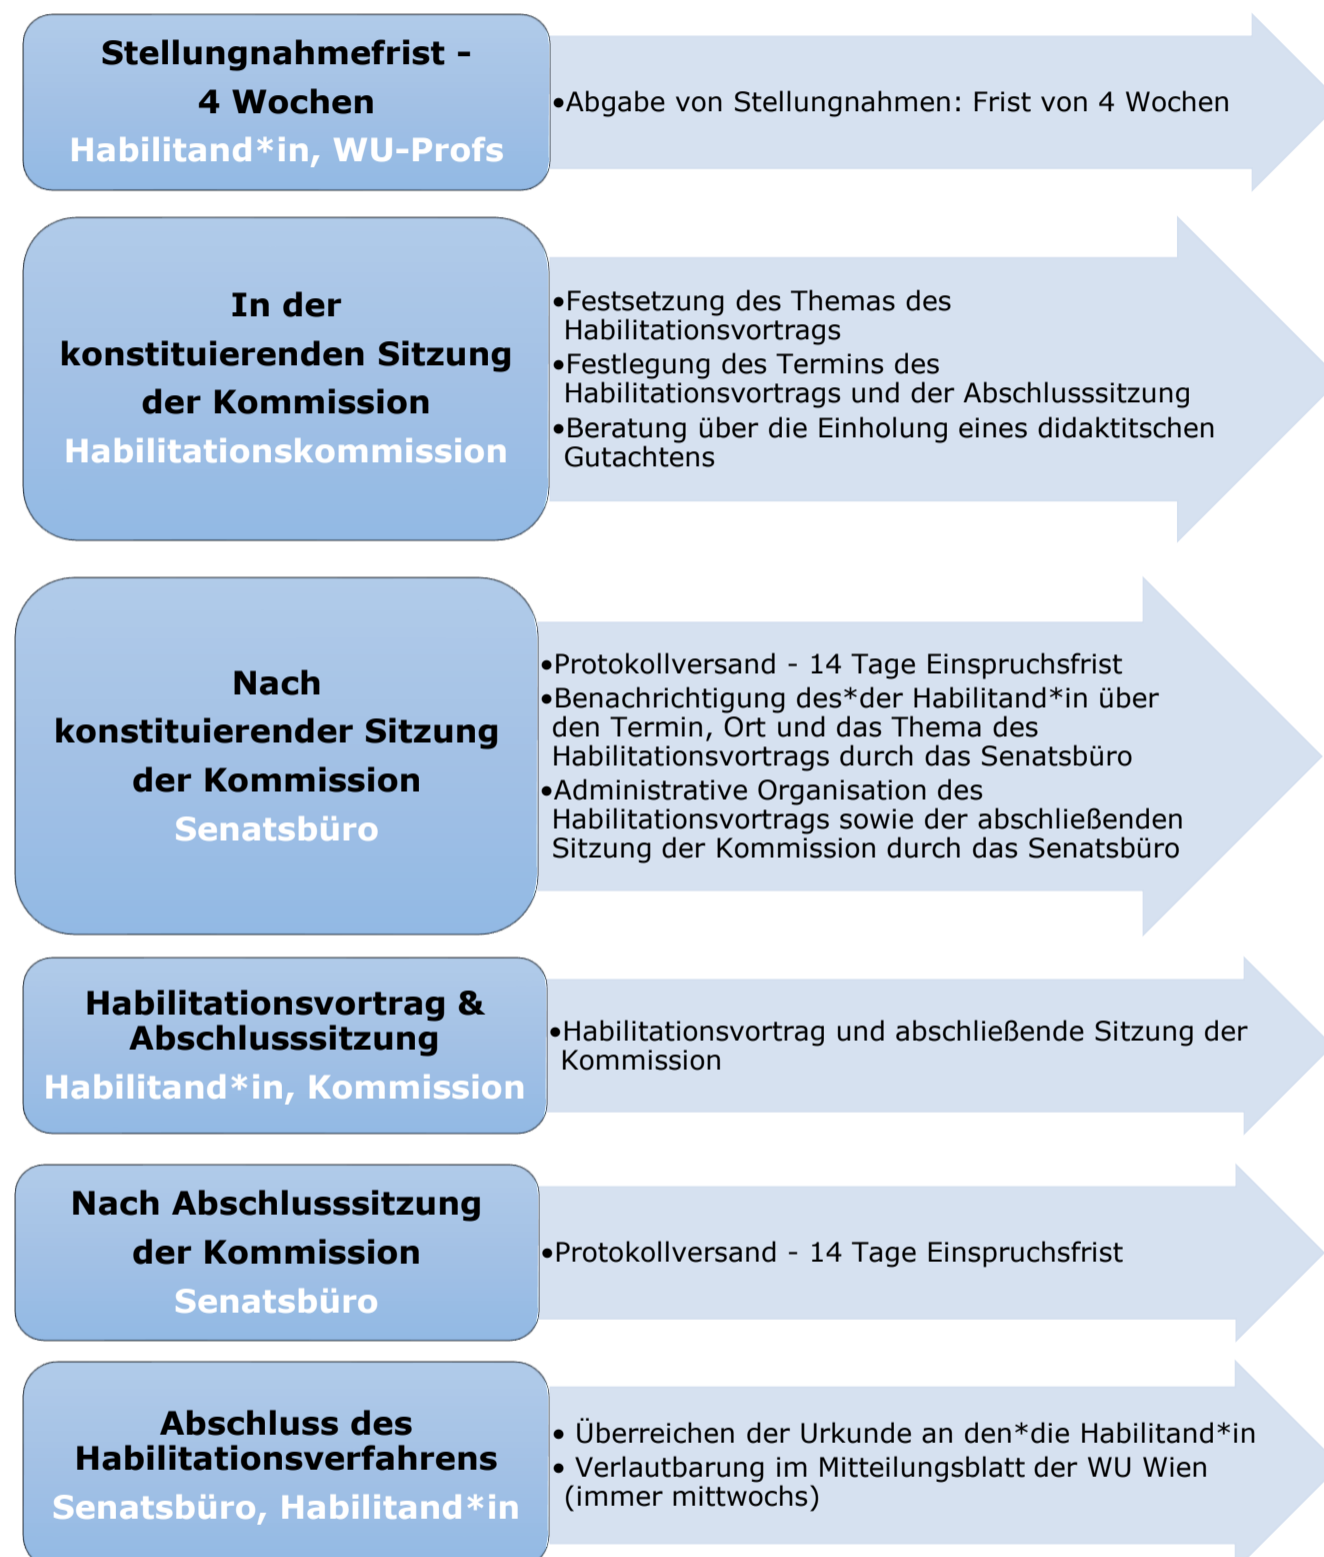 Stellungnahmefrist -
4 Wochen
Habilitand*in, WU-Profs
•Abgabe von Stellungnahmen: Frist von 4 Wochen
In der
konstituierenden Sitzung
der Kommission
Habilitationskommission
•Festsetzung des Themas des
Habilitationsvortrags
•Festlegung des Termins des
Habilitationsvortrags und der Abschlusssitzung
•Beratung über die Einholung eines didaktitschen
Gutachtens
Nach
konstituierender Sitzung
der Kommission
Senatsbüro
•Protokollversand - 14 Tage Einspruchsfrist
•Benachrichtigung des*der Habilitand*in über
den Termin, Ort und das Thema des
Habilitationsvortrags durch das Senatsbüro
•Administrative Organisation des
Habilitationsvortrags sowie der abschließenden
Sitzung der Kommission durch das Senatsbüro
Habilitationsvortrag &
Abschlusssitzung
Habilitand*in, Kommission
•Habilitationsvortrag und abschließende Sitzung der
Kommission
Nach Abschlusssitzung
der Kommission
Senatsbüro
•Protokollversand - 14 Tage Einspruchsfrist
Abschluss des
Habilitationsverfahrens
Senatsbüro, Habilitand*in
• Überreichen der Urkunde an den*die Habilitand*in
• Verlautbarung im Mitteilungsblatt der WU Wien
(immer mittwochs)